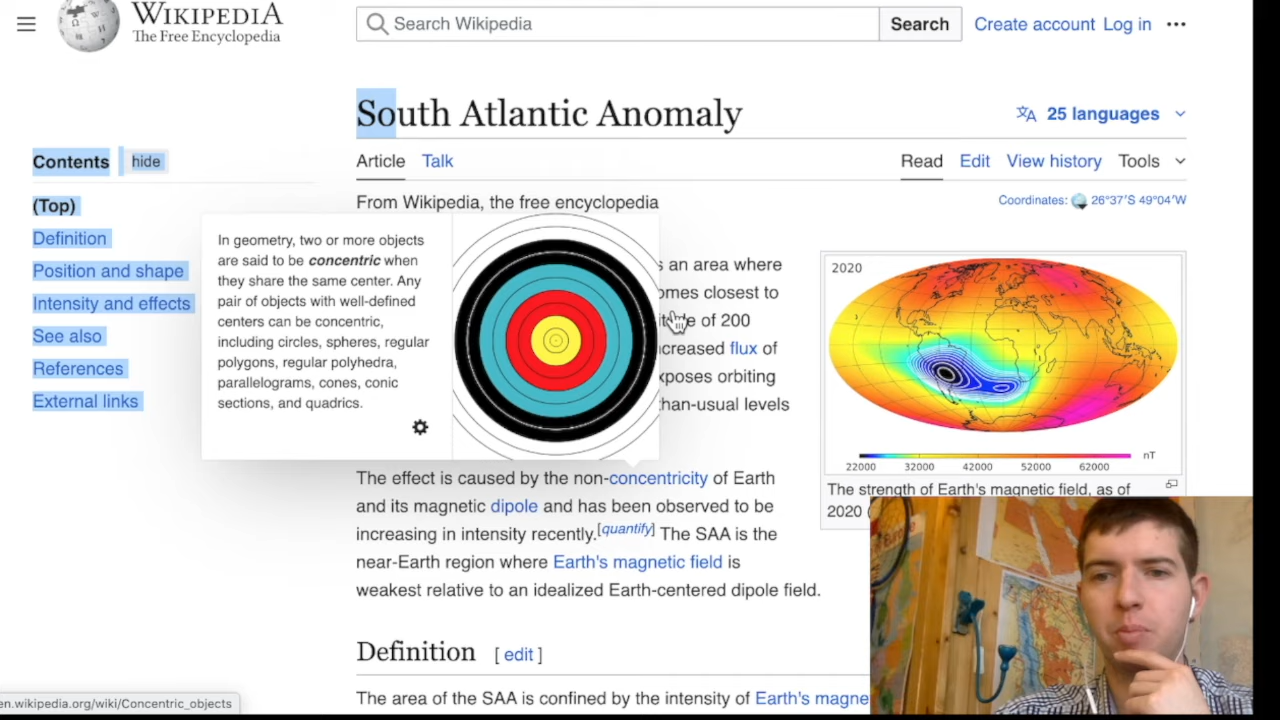 WIKIPEDIA
The Free Encyclopedia
Search Wikipedia
Search
Create account Log in
South Atlantic Anomaly
25 languages
Contents hide
Article Talk
Read Edit View history Tools
(Top)
Definition
Position and shape
Intensity and effects
See also
References
External links
From Wikipedia, the free encyclopedia
Coordinates: 26°37′S 49°04′W
In geometry, two or more objects
are said to be concentric when
they share the same center. Any
pair of objects with well-defined
centers can be concentric,
including circles, spheres, regular
polygons, regular polyhedra,
parallelograms, cones, conic
sections, and quadrics.
s an area where
omes closest to
of 200
creased flux of
xposes orbiting
han-usual levels
2020
22000 32000 42000 52000 62000 nT
The strength of Earth's magnetic field, as of
2020 (
The effect is caused by the non-concentricity of Earth
and its magnetic dipole and has been observed to be
increasing in intensity recently.[quantify] The SAA is the
near-Earth region where Earth's magnetic field is
weakest relative to an idealized Earth-centered dipole field.
Definition [ edit ]
The area of the SAA is confined by the intensity of Earth's magne
en.wikipedia.org/wiki/Concentric_objects